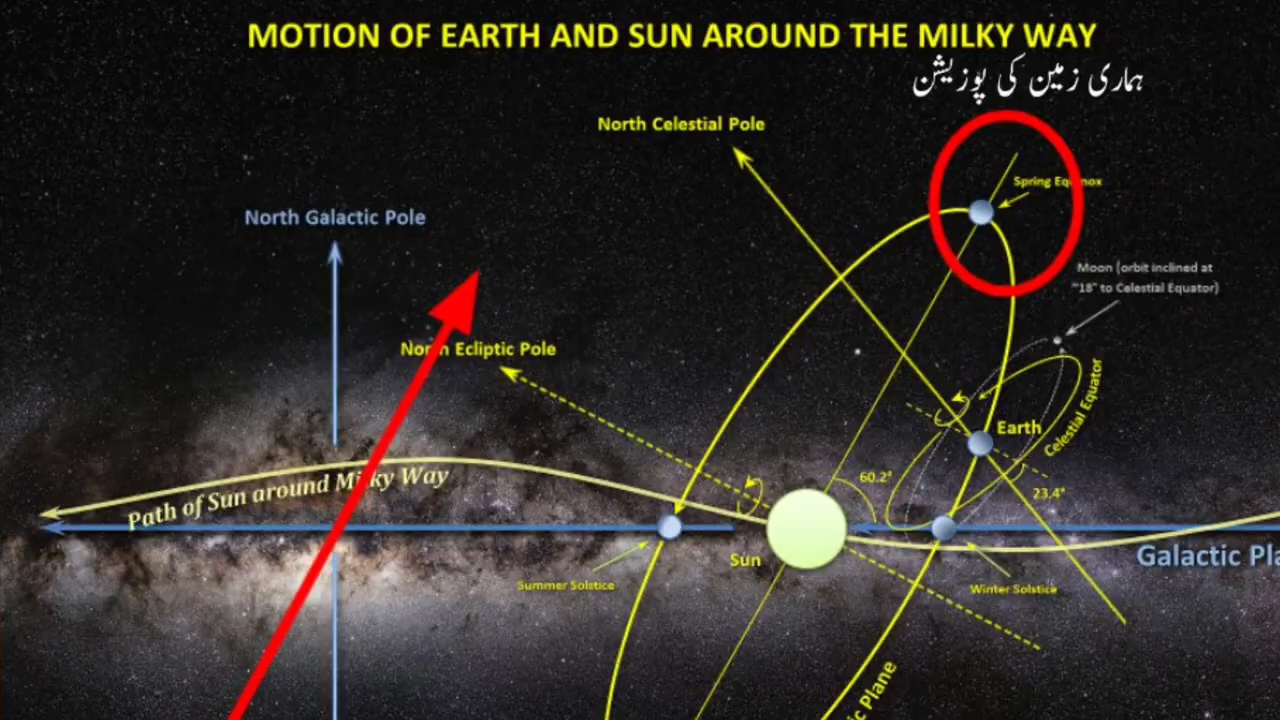 MOTION OF EARTH AND SUN AROUND THE MILKY WAY
ہماری زمین کی پوزیشن
North Celestial Pole
Spring Equinox
North Galactic Pole
Moon (orbit inclined at
"18° to Celestial Equator)
North Ecliptic Pole
Celestial Equator
Earth
60.2°
23.4°
Path of Sun around Milky Way
Sun
Galactic Pla
Summer Solstice
Winter Solstice
ic Plane